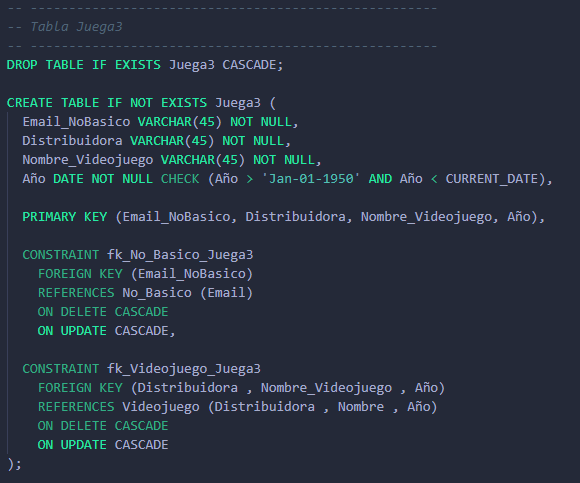 -- -----------------------------------------------------
-- Tabla Juega3
-- -----------------------------------------------------
DROP TABLE IF EXISTS Juega3 CASCADE;

CREATE TABLE IF NOT EXISTS Juega3 (
  Email_NoBasico VARCHAR(45) NOT NULL,
  Distribuidora VARCHAR(45) NOT NULL,
  Nombre_Videojuego VARCHAR(45) NOT NULL,
  Año DATE NOT NULL CHECK (Año > 'Jan-01-1950' AND Año < CURRENT_DATE),

  PRIMARY KEY (Email_NoBasico, Distribuidora, Nombre_Videojuego, Año),

  CONSTRAINT fk_No_Basico_Juega3
    FOREIGN KEY (Email_NoBasico)
    REFERENCES No_Basico (Email)
    ON DELETE CASCADE
    ON UPDATE CASCADE,

  CONSTRAINT fk_Videojuego_Juega3
    FOREIGN KEY (Distribuidora , Nombre_Videojuego , Año)
    REFERENCES Videojuego (Distribuidora , Nombre , Año)
    ON DELETE CASCADE
    ON UPDATE CASCADE
);